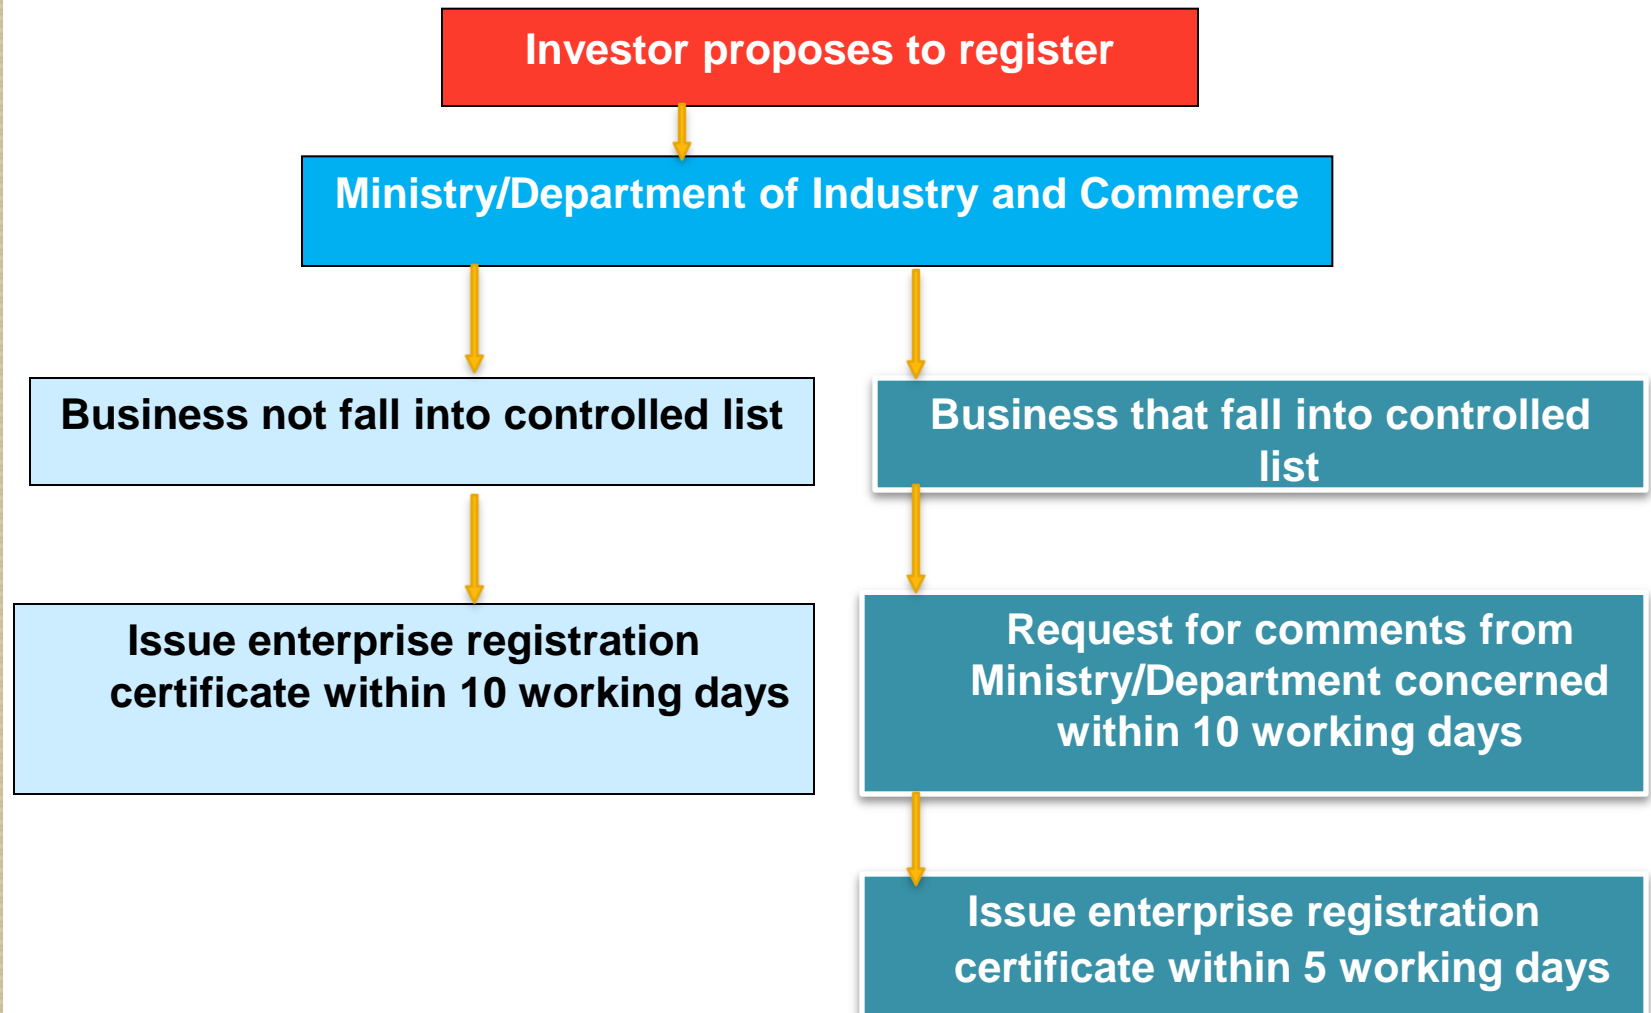 Investor proposes to register
Ministry/Department of Industry and Commerce
Business not fall into controlled list
Business that fall into controlled
list
Issue enterprise registration
certificate within 10 working days
Request for comments from
Ministry/Department concerned
within 10 working days
Issue enterprise registration
certificate within 5 working days